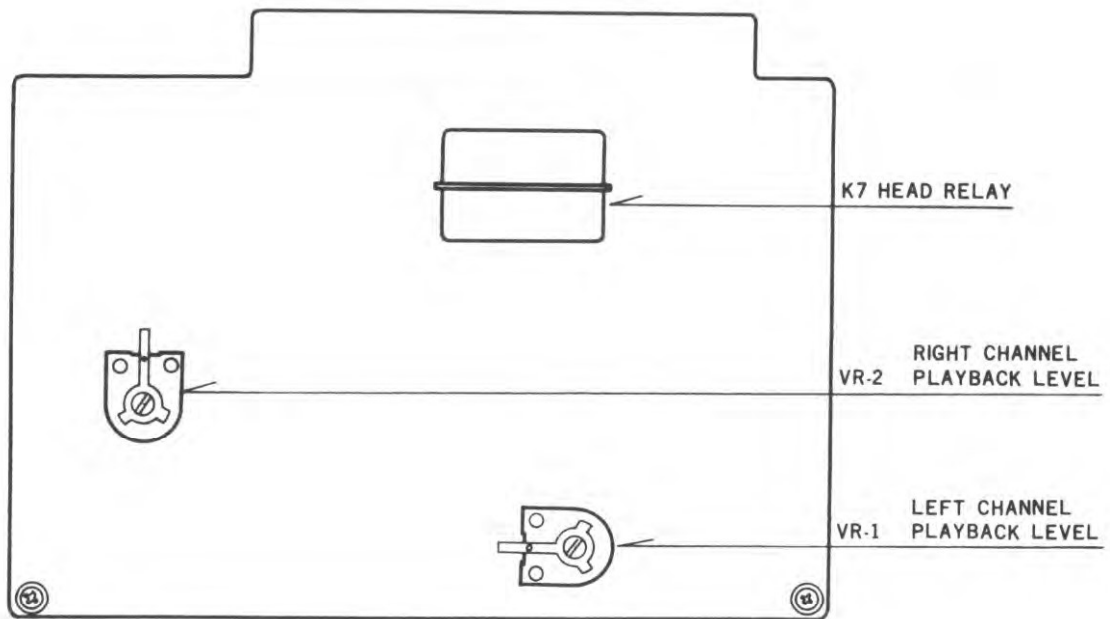 K7 HEAD RELAY
RIGHT CHANNEL
VR-2 PLAYBACK LEVEL
LEFT CHANNEL
VR-1 PLAYBACK LEVEL